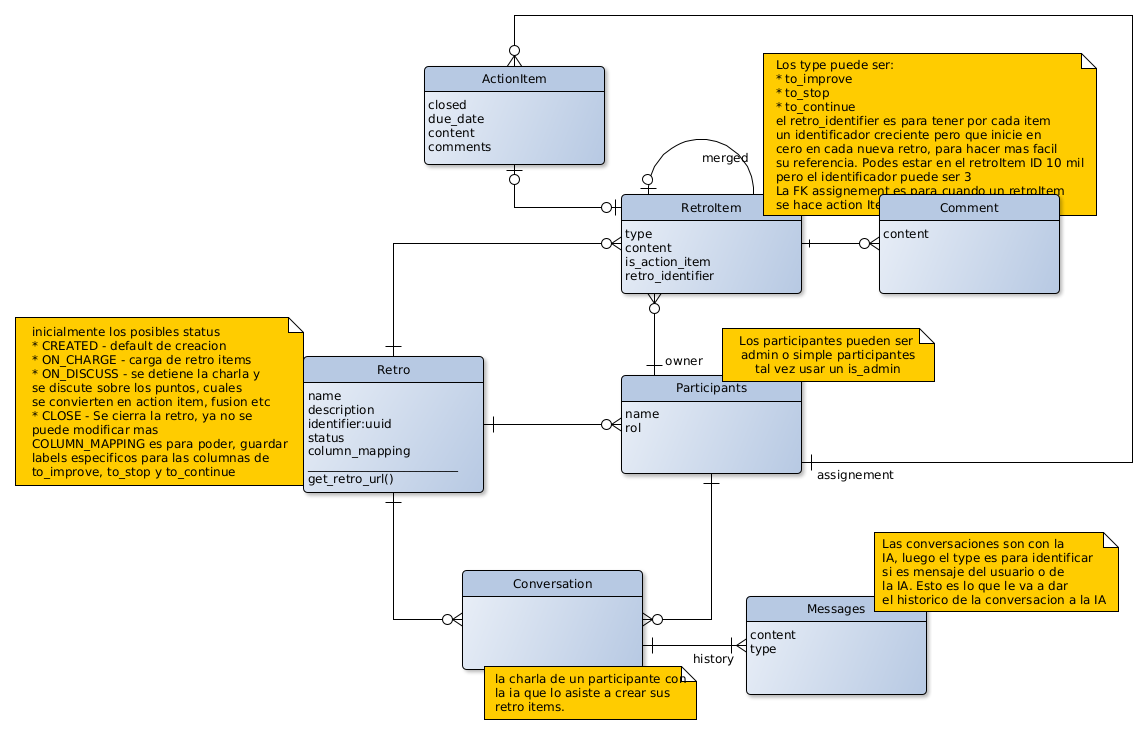 ActionItem
closed
due_date
content
comments
Los type puede ser:
* to_improve
* to_stop
* to_continue
el retro_identifier es para tener por cada item
un identificador creciente pero que inicie en
cero en cada nueva retro, para hacer mas facil
su referencia. Podes estar en el retroItem ID 10 mil
pero el identificador puede ser 3
La FK assignement es para cuando un retroItem
se hace action
merged
RetroItem
type
content
is_action_item
retro_identifier
Comment
content
inicialmente los posibles status
* CREATED - default de creacion
* ON_CHARGE - carga de retro items
* ON_DISCUSS - se detiene la charla y
se discute sobre los puntos, cuales
se convierten en action item, fusion etc
* CLOSE - Se cierra la retro, ya no se
puede modificar mas
COLUMN_MAPPING es para poder, guardar
labels especificos para las columnas de
to_improve, to_stop y to_continue
Retro
name
description
identifier:uuid
status
column_mapping
get_retro_url()
Los participantes pueden ser
admin o simple participantes
tal vez usar un is_admin
owner
Participants
name
rol
assignement
Las conversaciones son con la
IA, luego el type es para identificar
si es mensaje del usuario o de
la IA. Esto es lo que le va a dar
el historico de la conversacion a la IA
Conversation
Messages
content
type
history
la charla de un participante con
la ia que lo asiste a crear sus
retro items.